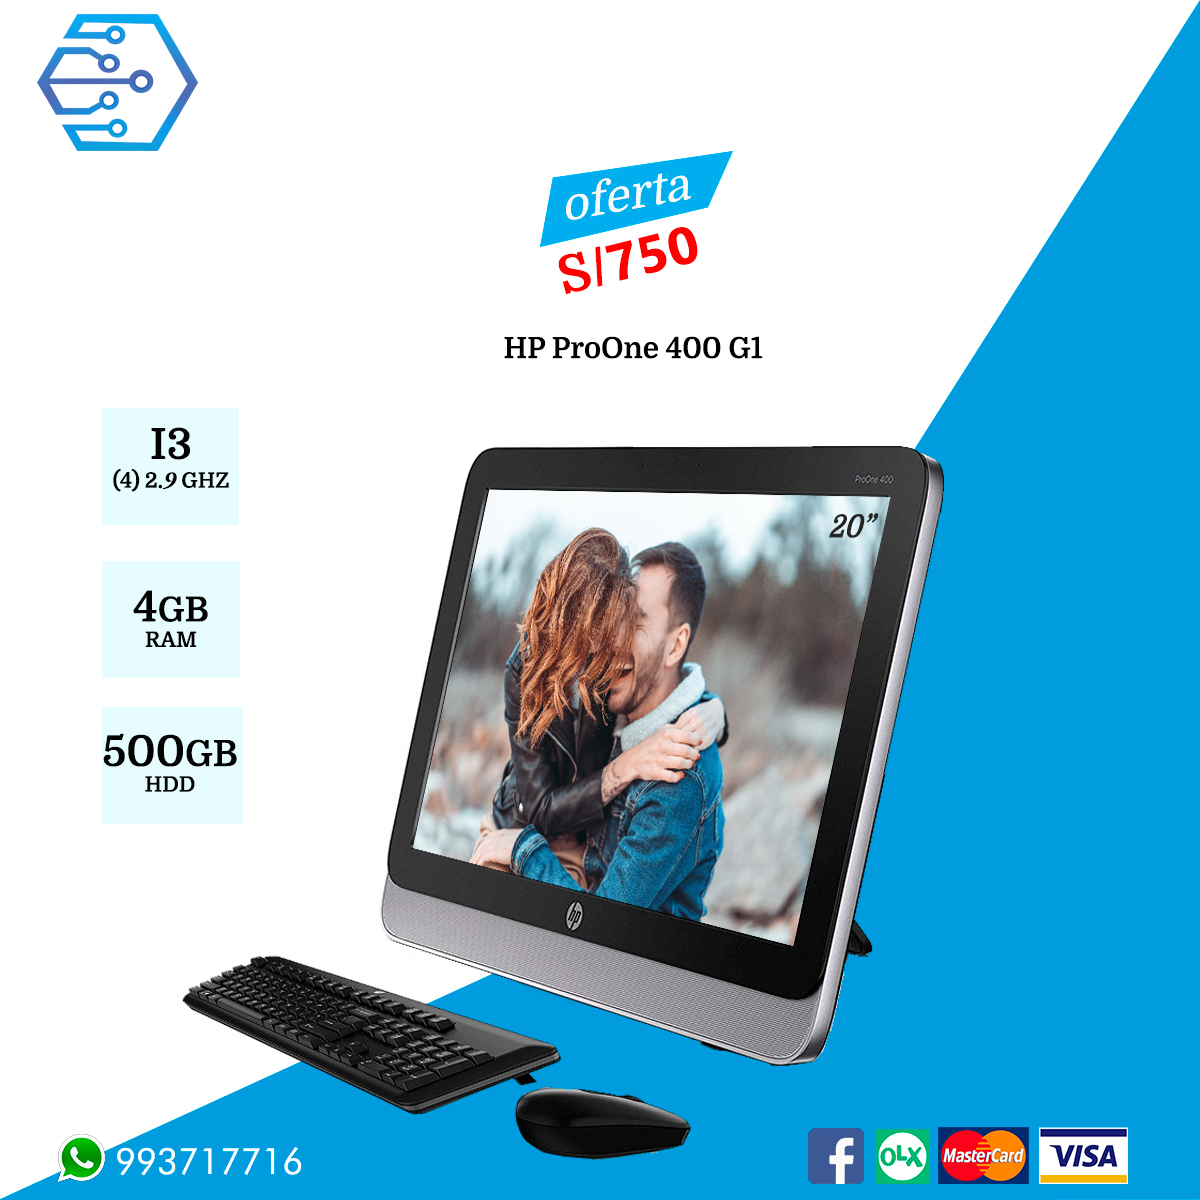 oferta
S/750
HP ProOne 400 G1
I3
(4) 2.9 GHZ
4GB
RAM
500GB
HDD
ProOne 400
20”
hp
993717716
f
OLX
MasterCard
VISA